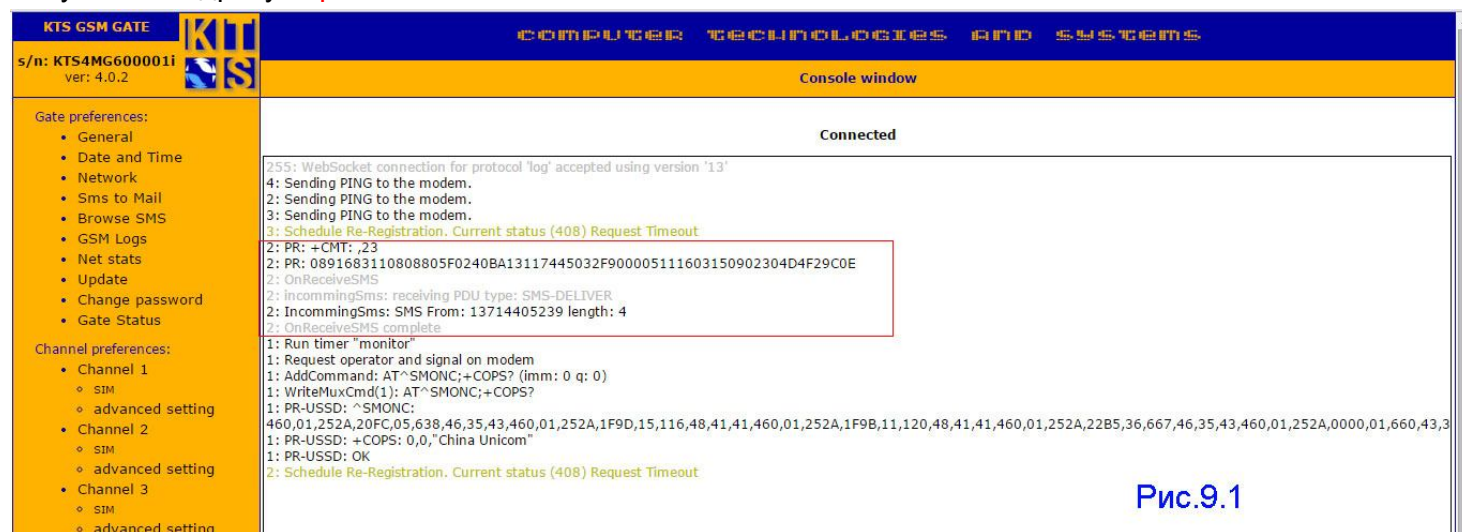 KTS GSM GATE
KTS
COMPUTER TECHNOLOGIES AND SYSTEMS
s/n: KTS4MG600001i
ver: 4.0.2
Console window
Gate preferences:
• General
• Date and Time
• Network
• Sms to Mail
• Browse SMS
• GSM Logs
• Net stats
• Update
• Change password
• Gate Status
Channel preferences:
• Channel 1
SIM
advanced setting
• Channel 2
SIM
advanced setting
• Channel 3
SIM
advanced setting
Connected
255: WebSocket connection for protocol 'log' accepted using version '13'
4: Sending PING to the modem.
2: Sending PING to the modem.
3: Sending PING to the modem.
3: Schedule Re-Registration. Current status (408) Request Timeout
2: PR: +CMT: ,23
2: PR: 0891683110808805F0240BA13117445032F900005111603150902304D4F29C0E
2: OnReceiveSMS
2: incommingSms: receiving PDU type: SMS-DELIVER
2: IncommingSms: SMS From: 13714405239 length: 4
2: OnReceiveSMS complete
1: Run timer "monitor"
1: Request operator and signal on modem
1: AddCommand: AT^SMONC;+COPS? (imm: 0 q: 0)
1: WriteMuxCmd(1): AT^SMONC;+COPS?
1: PR-USSD: ^SMONC:
460,01,252A,20FC,05,638,46,35,43,460,01,252A,1F9D,15,116,48,41,41,460,01,252A,1F9B,11,120,48,41,41,460,01,252A,22B5,36,667,46,35,43,460,01,252A,0000,01,660,43,3
1: PR-USSD: +COPS: 0,0,"China Unicom"
1: PR-USSD: OK
2: Schedule Re-Registration. Current status (408) Request Timeout
Рис.9.1